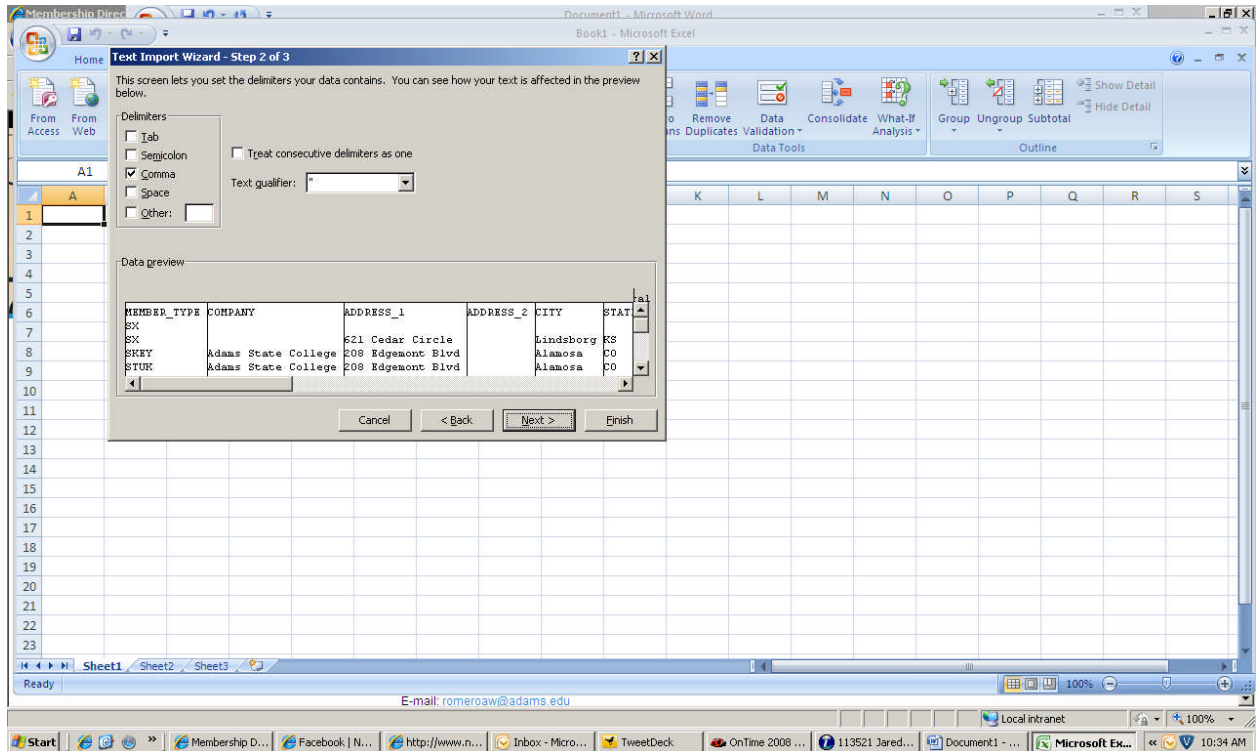 Membership Direc
Document1 - Microsoft Word
Book1 - Microsoft Excel
Home
Text Import Wizard - Step 2 of 3
This screen lets you set the delimiters your data contains. You can see how your text is affected in the preview
below.
Delimiters
Tab
Semicolon
Comma
Space
Other:
Treat consecutive delimiters as one
Text qualifier: "
Data preview
MEMBER_TYPE COMPANY ADDRESS_1 ADDRESS_2 CITY STAT
SX
SX 621 Cedar Circle Lindsborg KS
SKEY Adams State College 208 Edgemont Blvd Alamosa CO
STUK Adams State College 208 Edgemont Blvd Alamosa CO
Cancel < Back Next > Finish
From Access
From Web
Remove Duplicates
Data Validation
Consolidate
What-If Analysis
Data Tools
Group
Ungroup
Subtotal
Show Detail
Hide Detail
Outline
A1
A K L M N O P Q R S
1
2
3
4
5
6
7
8
9
10
11
12
13
14
15
16
17
18
19
20
21
22
23
Sheet1 Sheet2 Sheet3
Ready 100%
E-mail: romeroaw@adams.edu
Local intranet 100%
Start Membership D... Facebook | N... http://www.n... Inbox - Micro... TweetDeck OnTime 2008 ... 113521 Jared... Document1 - ... Microsoft Ex... 10:34 AM